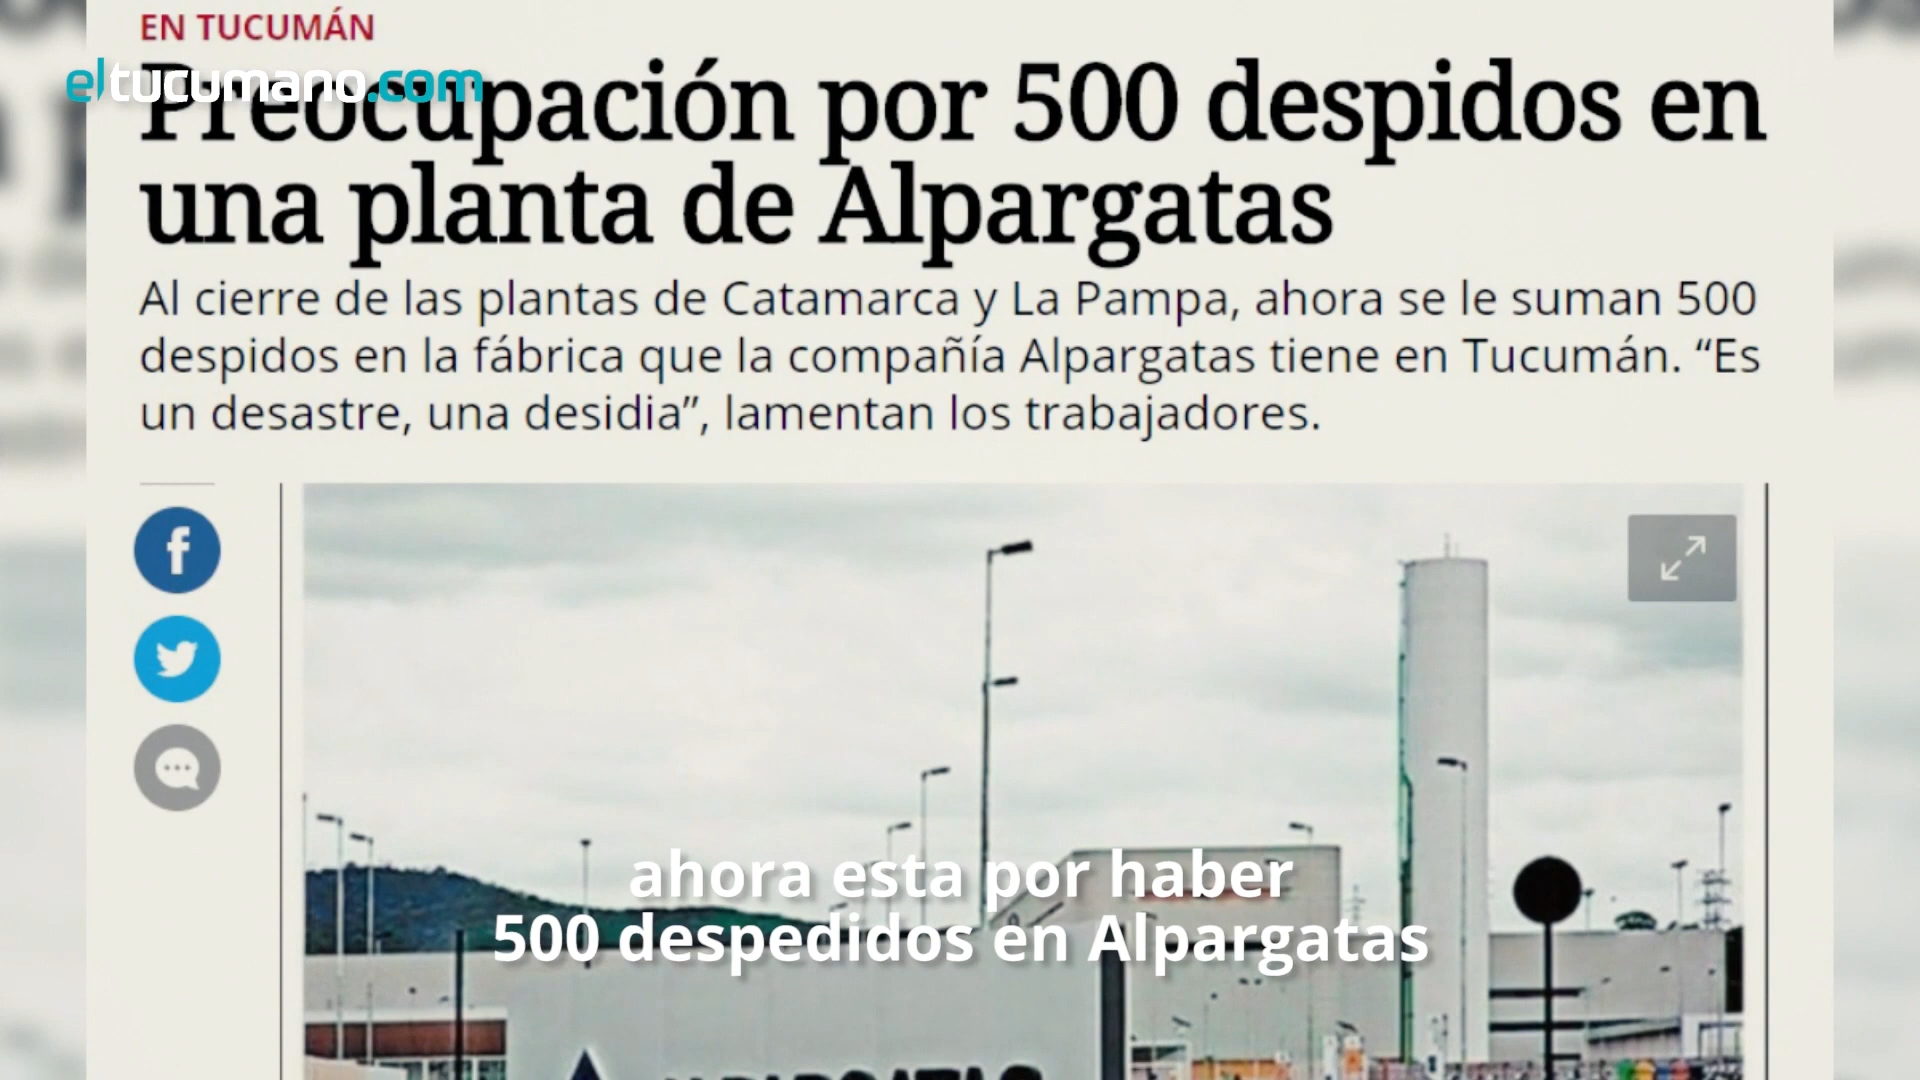 EN TUCUMÁN
eltucumano.com
Preocupación por 500 despidos en
una planta de Alpargatas
Al cierre de las plantas de Catamarca y La Pampa, ahora se le suman 500
despidos en la fábrica que la compañía Alpargatas tiene en Tucumán. “Es
un desastre, una desidia”, lamentan los trabajadores.
ahora esta por haber
500 despedidos en Alpargatas
ALPARGATAS